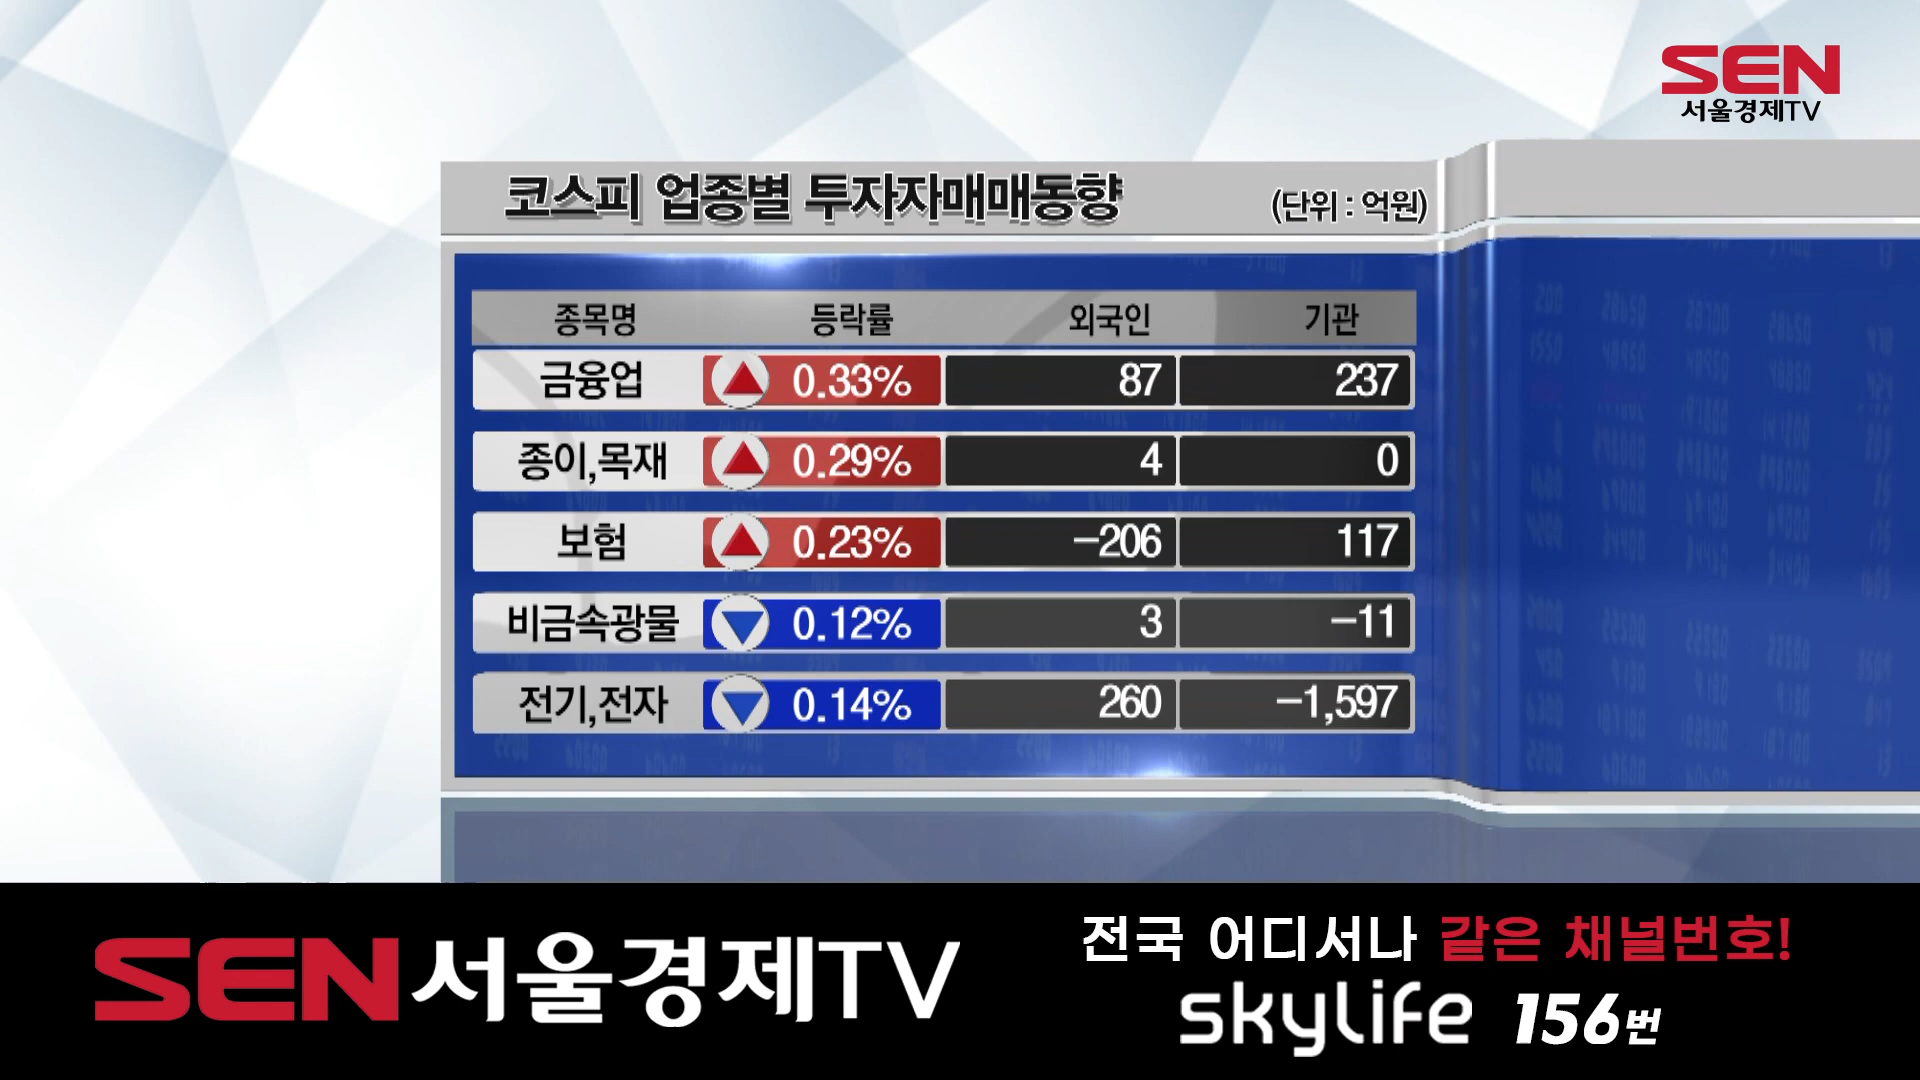 SEN
서울경제TV
코스피 업종별 투자자매매동향 (단위 : 억원)
종목명 등락률 외국인 기관
금융업 ▲ 0.33% 87 237
종이,목재 ▲ 0.29% 4 0
보험 ▲ 0.23% -206 117
비금속광물 ▼ 0.12% 3 -11
전기,전자 ▼ 0.14% 260 -1,597
SEN 서울경제TV
전국 어디서나 같은 채널번호!
skylife 156번